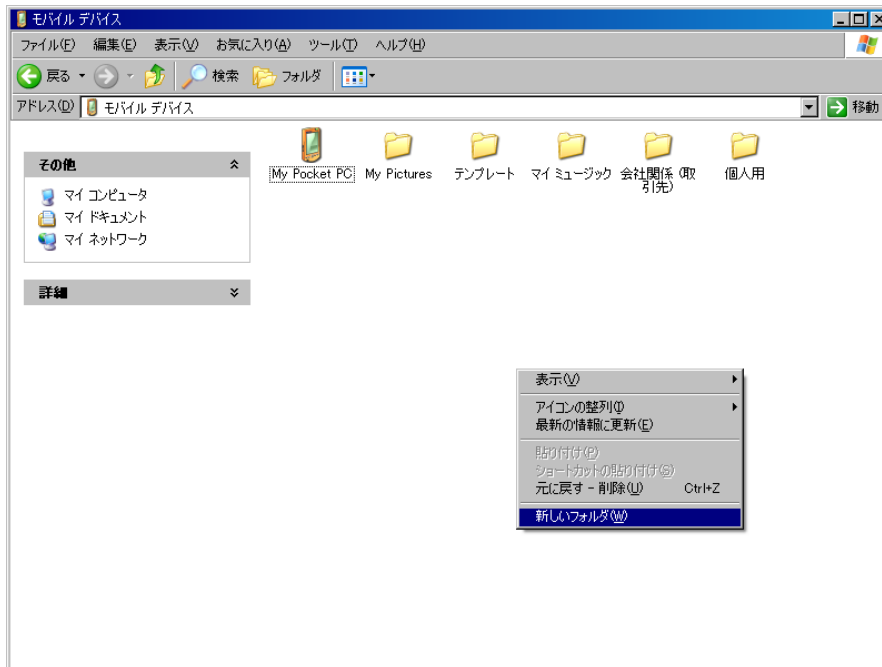 モバイル デバイス
ファイル(F) 編集(E) 表示(V) お気に入り(A) ツール(T) ヘルプ(H)
戻る 検索 フォルダ
アドレス(D) モバイル デバイス 移動
その他
マイ コンピュータ
マイ ドキュメント
マイ ネットワーク
詳細
My Pocket PC My Pictures テンプレート マイ ミュージック 会社関係 (取 個人用
引先)
表示(V)
アイコンの整列(I)
最新の情報に更新(E)
貼り付け(P)
ショートカットの貼り付け(S)
元に戻す - 削除(U) Ctrl+Z
新しいフォルダ(W)